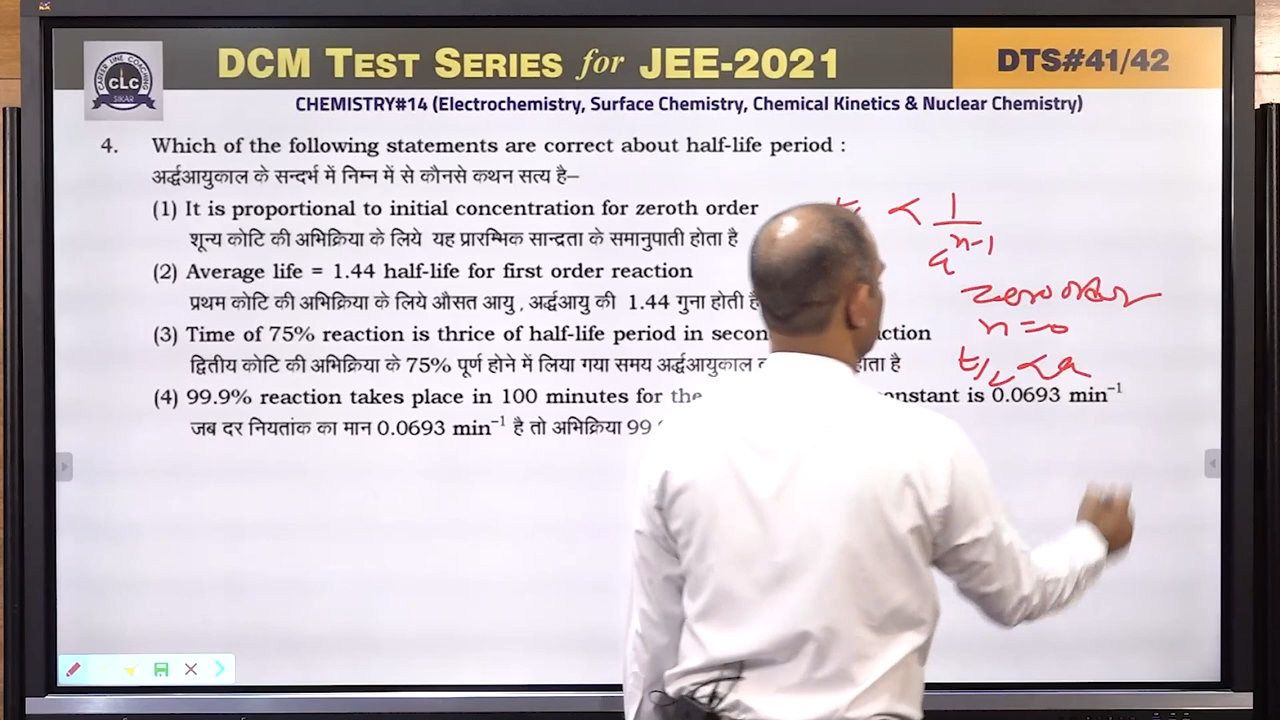 DCM TEST SERIES for JEE-2021
DTS#41/42
CAREER LINE COACHING
CLC
SIKAR
CHEMISTRY#14 (Electrochemistry, Surface Chemistry, Chemical Kinetics & Nuclear Chemistry)
4. Which of the following statements are correct about half-life period :
अर्द्धआयुकाल के सन्दर्भ में निम्न में से कौनसे कथन सत्य है–
(1) It is proportional to initial concentration for zeroth order
शून्य कोटि की अभिक्रिया के लिये यह प्रारम्भिक सान्द्रता के समानुपाती होता है
(2) Average life = 1.44 half-life for first order reaction
प्रथम कोटि की अभिक्रिया के लिये औसत आयु , अर्द्धआयु की 1.44 गुना होती है
(3) Time of 75% reaction is thrice of half-life period in secon ction
द्वितीय कोटि की अभिक्रिया के 75% पूर्ण होने में लिया गया समय अर्द्धआयुकाल होता है
(4) 99.9% reaction takes place in 100 minutes for the onstant is 0.0693 min⁻¹
जब दर नियतांक का मान 0.0693 min⁻¹ है तो अभिक्रिया 99
∝ 1/aⁿ⁻¹
zero order
n=0
t1/2 ∝ a